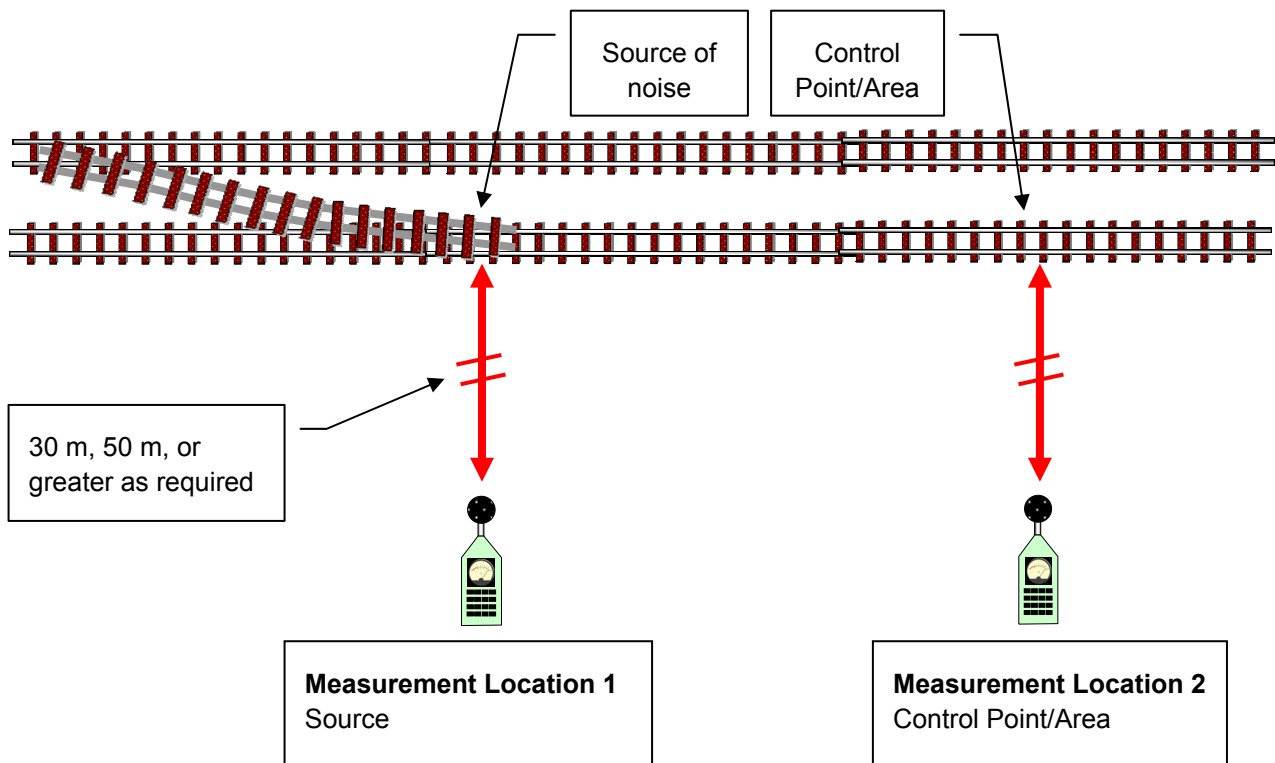 Source of
noise
Control
Point/Area
30 m, 50 m, or
greater as required
Measurement Location 1
Source
Measurement Location 2
Control Point/Area